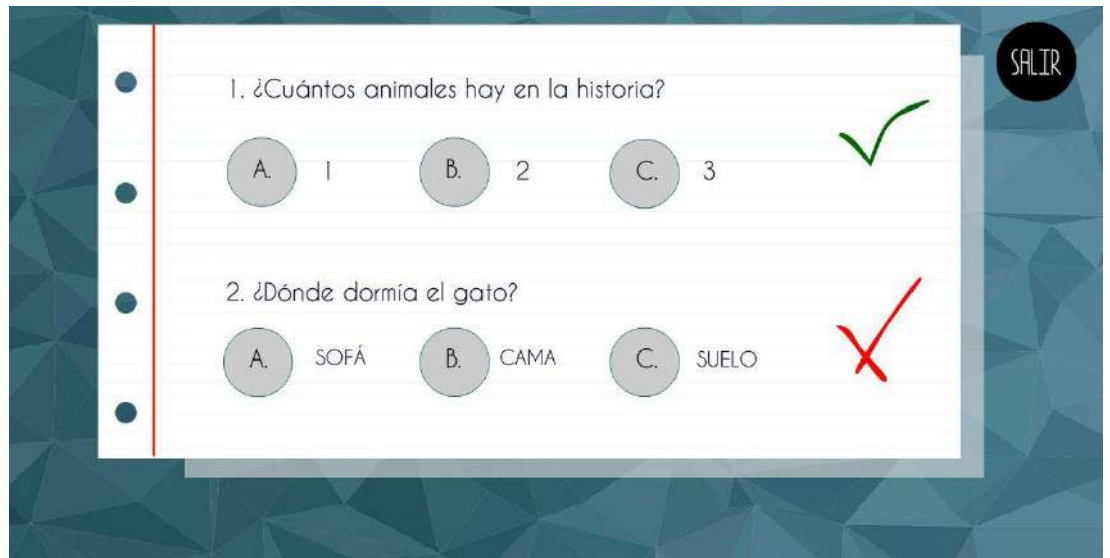 SALIR
1. ¿Cuántos animales hay en la historia?
A. 1 B. 2 C. 3
2. ¿Dónde dormía el gato?
A. SOFÁ B. CAMA C. SUELO